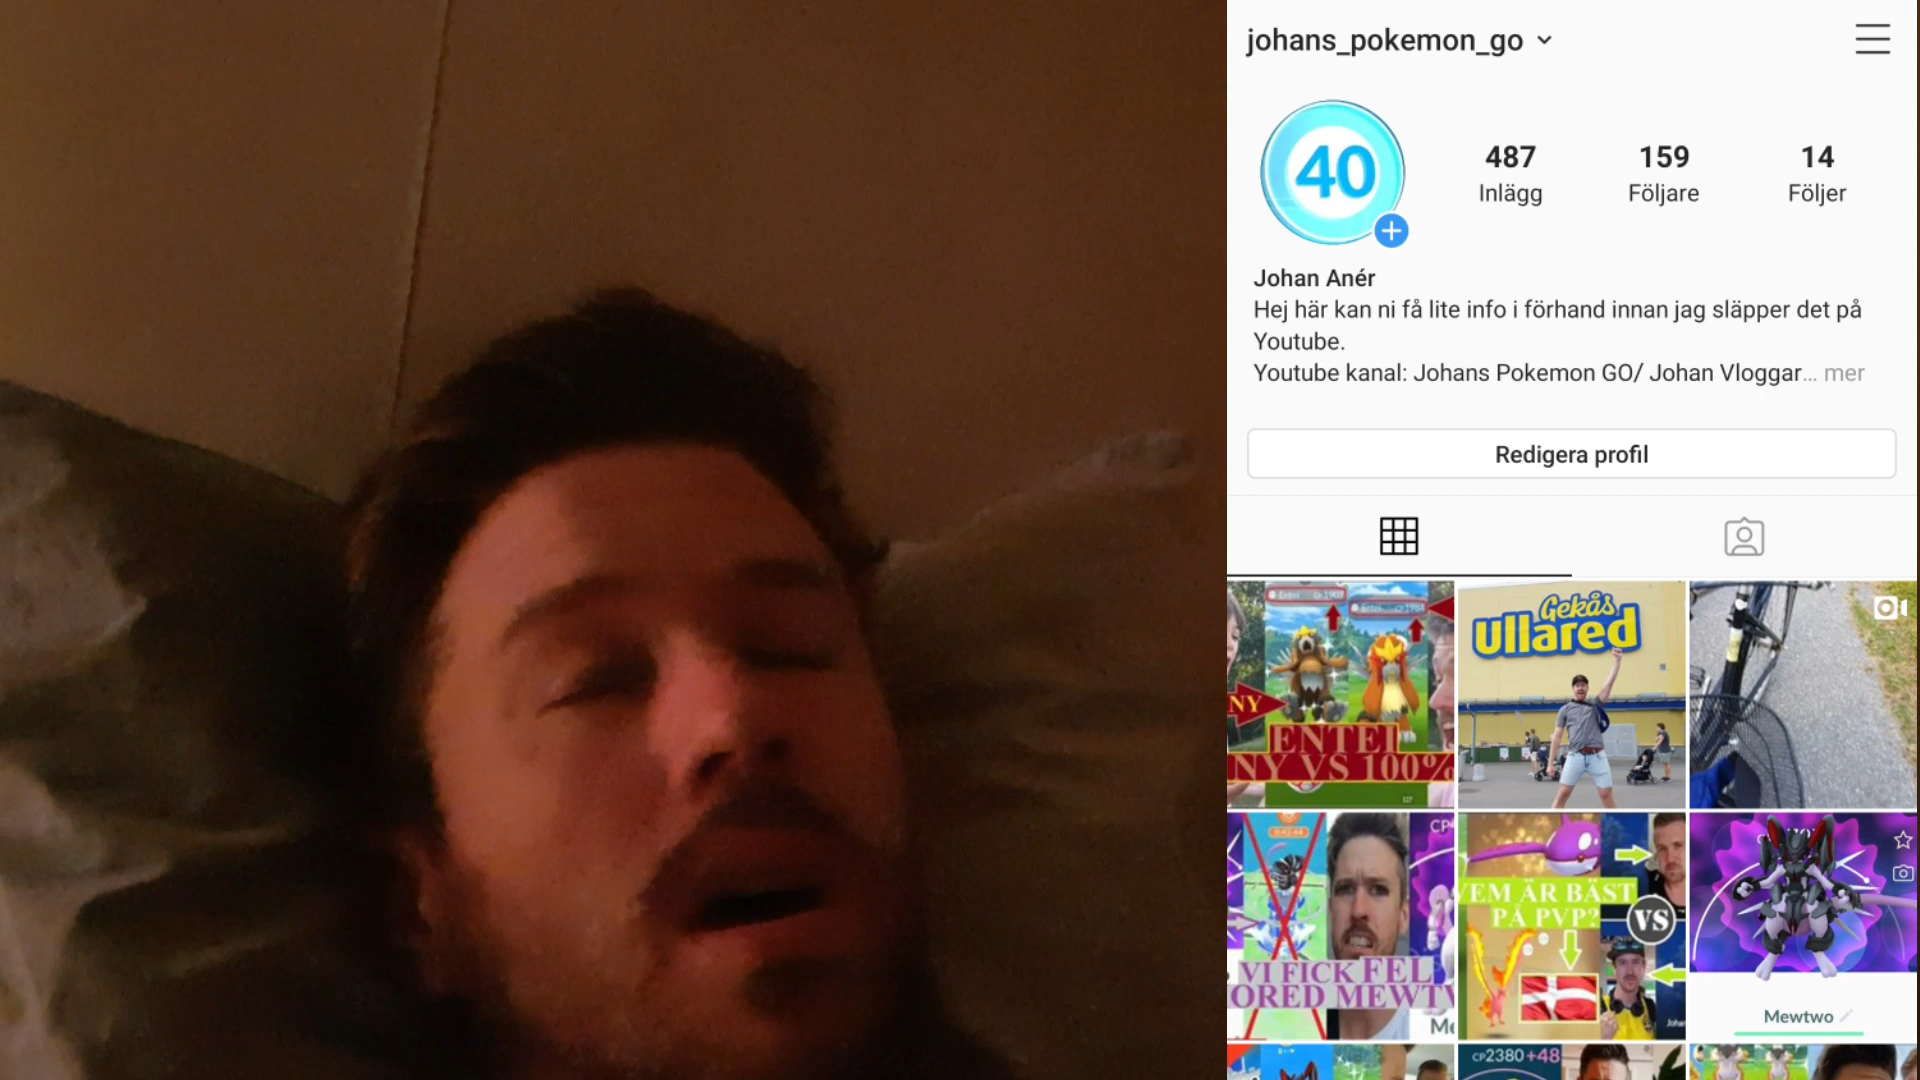 johans_pokemon_go
40
487
159
14
Inlägg
Följare
Följer
Johan Anér
Hej här kan ni få lite info i förhand innan jag släpper det på
Youtube.
Youtube kanal: Johans Pokemon GO/ Johan Vloggar... mer
Redigera profil
NY
ENTEI
NY VS 100%
Gekås
Ullared
VI FICK FEL
ORED MEWTW
VEM ÄR BÄST
PÅ PVP?
VS
Mewtwo
CP2380 +48